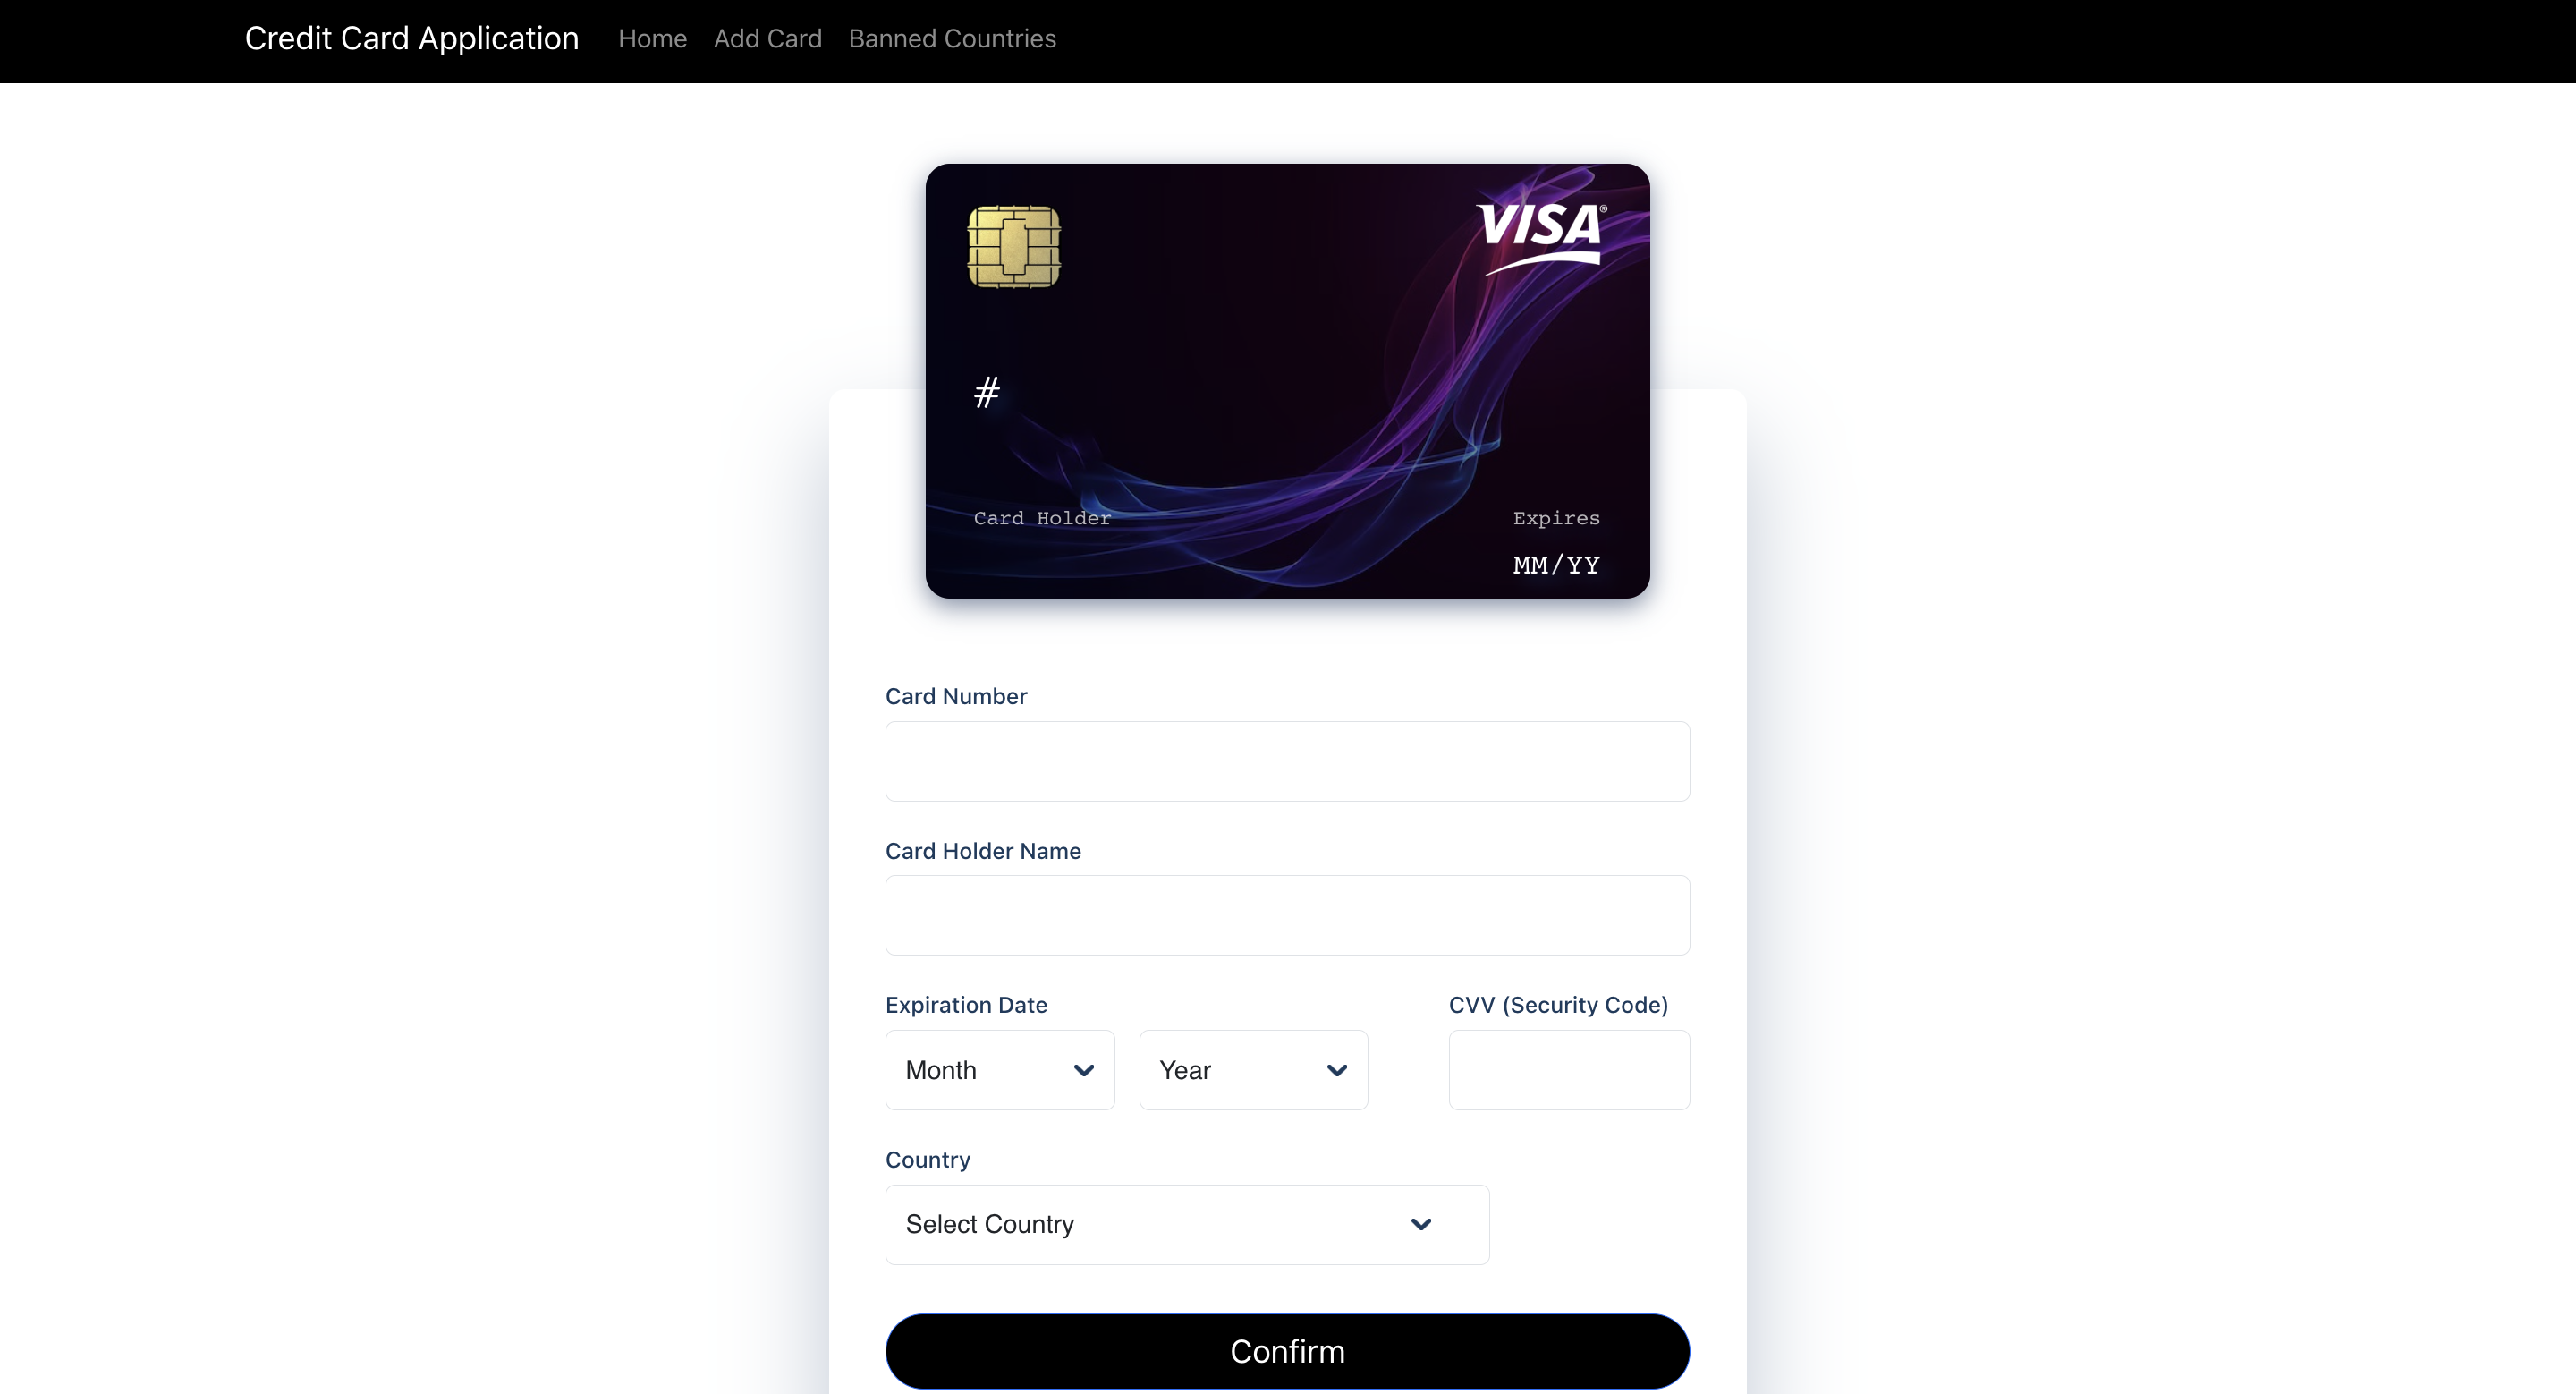 Credit Card Application Home Add Card Banned Countries
VISA®
#
Card Holder Expires
MM/YY
Card Number
Card Holder Name
Expiration Date CVV (Security Code)
Month Year
Country
Select Country
Confirm